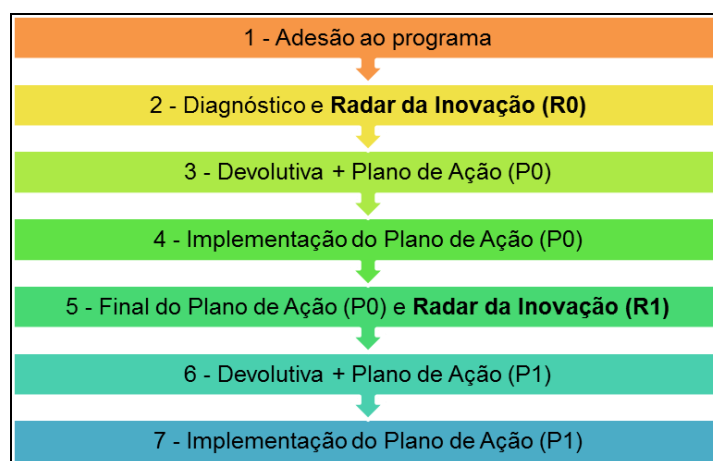 1 - Adesão ao programa
2 - Diagnóstico e Radar da Inovação (R0)
3 - Devolutiva + Plano de Ação (P0)
4 - Implementação do Plano de Ação (P0)
5 - Final do Plano de Ação (P0) e Radar da Inovação (R1)
6 - Devolutiva + Plano de Ação (P1)
7 - Implementação do Plano de Ação (P1)